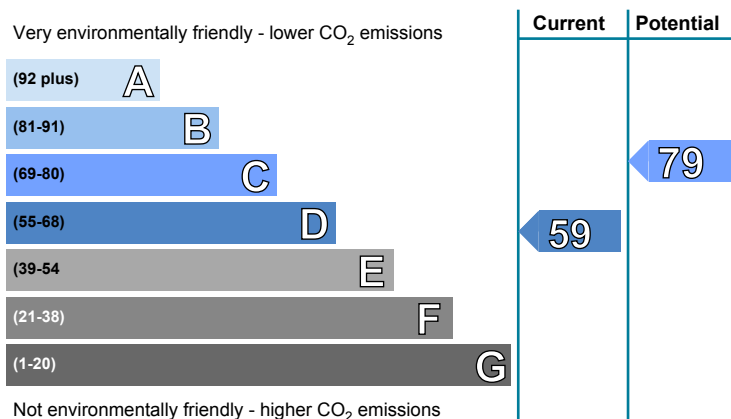 Very environmentally friendly - lower CO2 emissions
Current
Potential
(92 plus) A
(81-91) B
(69-80) C
79
(55-68) D
59
(39-54 E
(21-38) F
(1-20) G
Not environmentally friendly - higher CO2 emissions